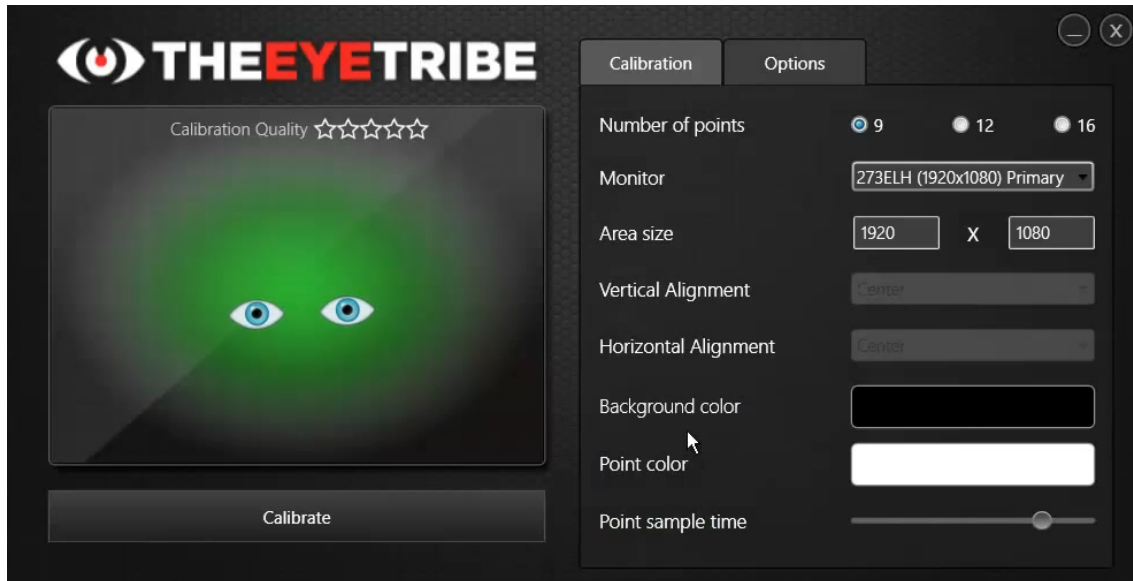 THEEYETRIBE
Calibration Quality
Calibrate
Calibration Options
Number of points 9 12 16
Monitor 273ELH (1920x1080) Primary
Area size 1920 X 1080
Vertical Alignment Center
Horizontal Alignment Center
Background color
Point color
Point sample time